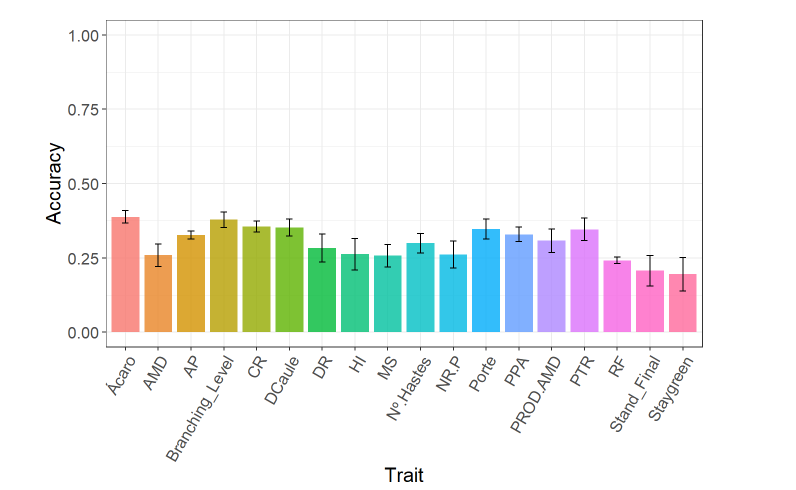 Accuracy
1.00
0.75
0.50
0.25
0.00
Ácaro
AMD
AP
Branching_Level
CR
DCaule
DR
HI
MS
Nº.Hastes
NR.P
Porte
PPA
PROD.AMD
PTR
RF
Stand_Final
Staygreen
Trait